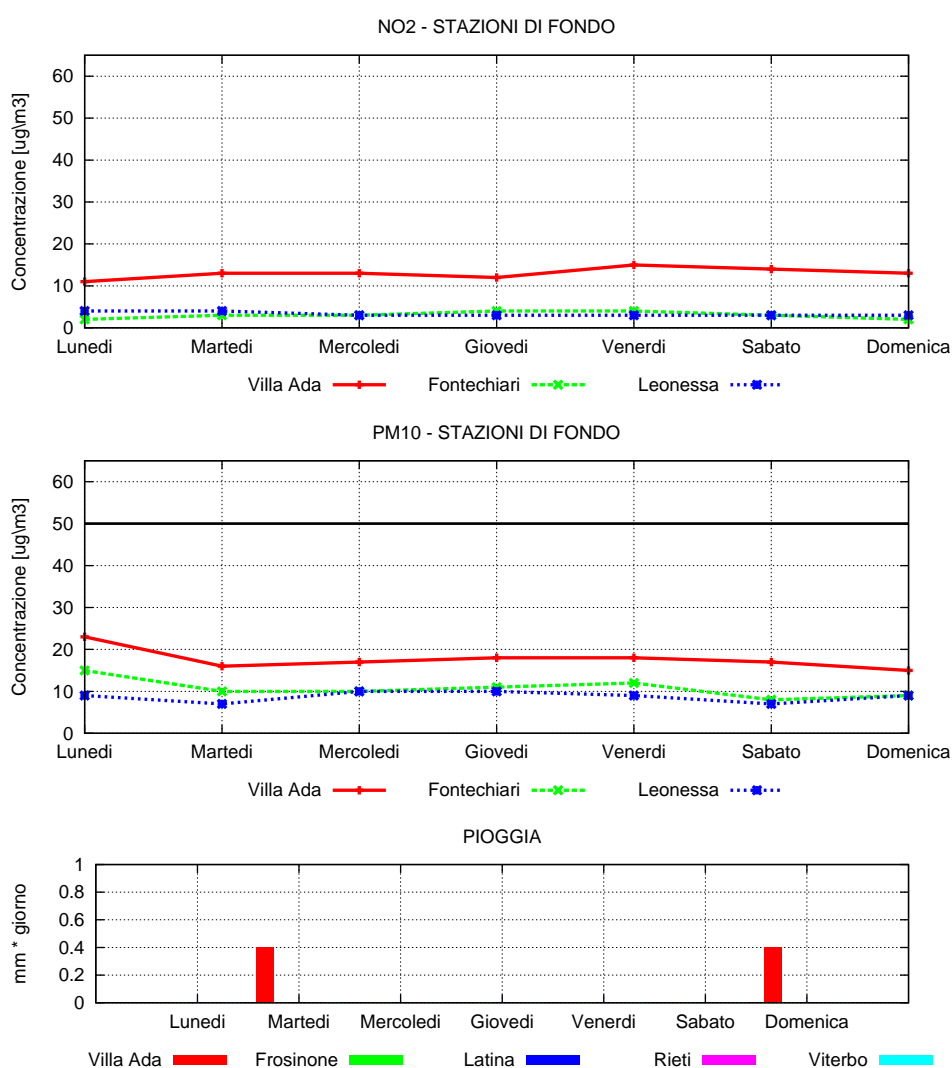 NO2 - STAZIONI DI FONDO
Concentrazione [ug\m3]
60
50
40
30
20
10
0
Lunedi Martedi Mercoledi Giovedi Venerdi Sabato Domenica
Villa Ada Fontechiari Leonessa
PM10 - STAZIONI DI FONDO
Concentrazione [ug\m3]
60
50
40
30
20
10
0
Lunedi Martedi Mercoledi Giovedi Venerdi Sabato Domenica
Villa Ada Fontechiari Leonessa
PIOGGIA
mm * giorno
1
0.8
0.6
0.4
0.2
0
Lunedi Martedi Mercoledi Giovedi Venerdi Sabato Domenica
Villa Ada Frosinone Latina Rieti Viterbo